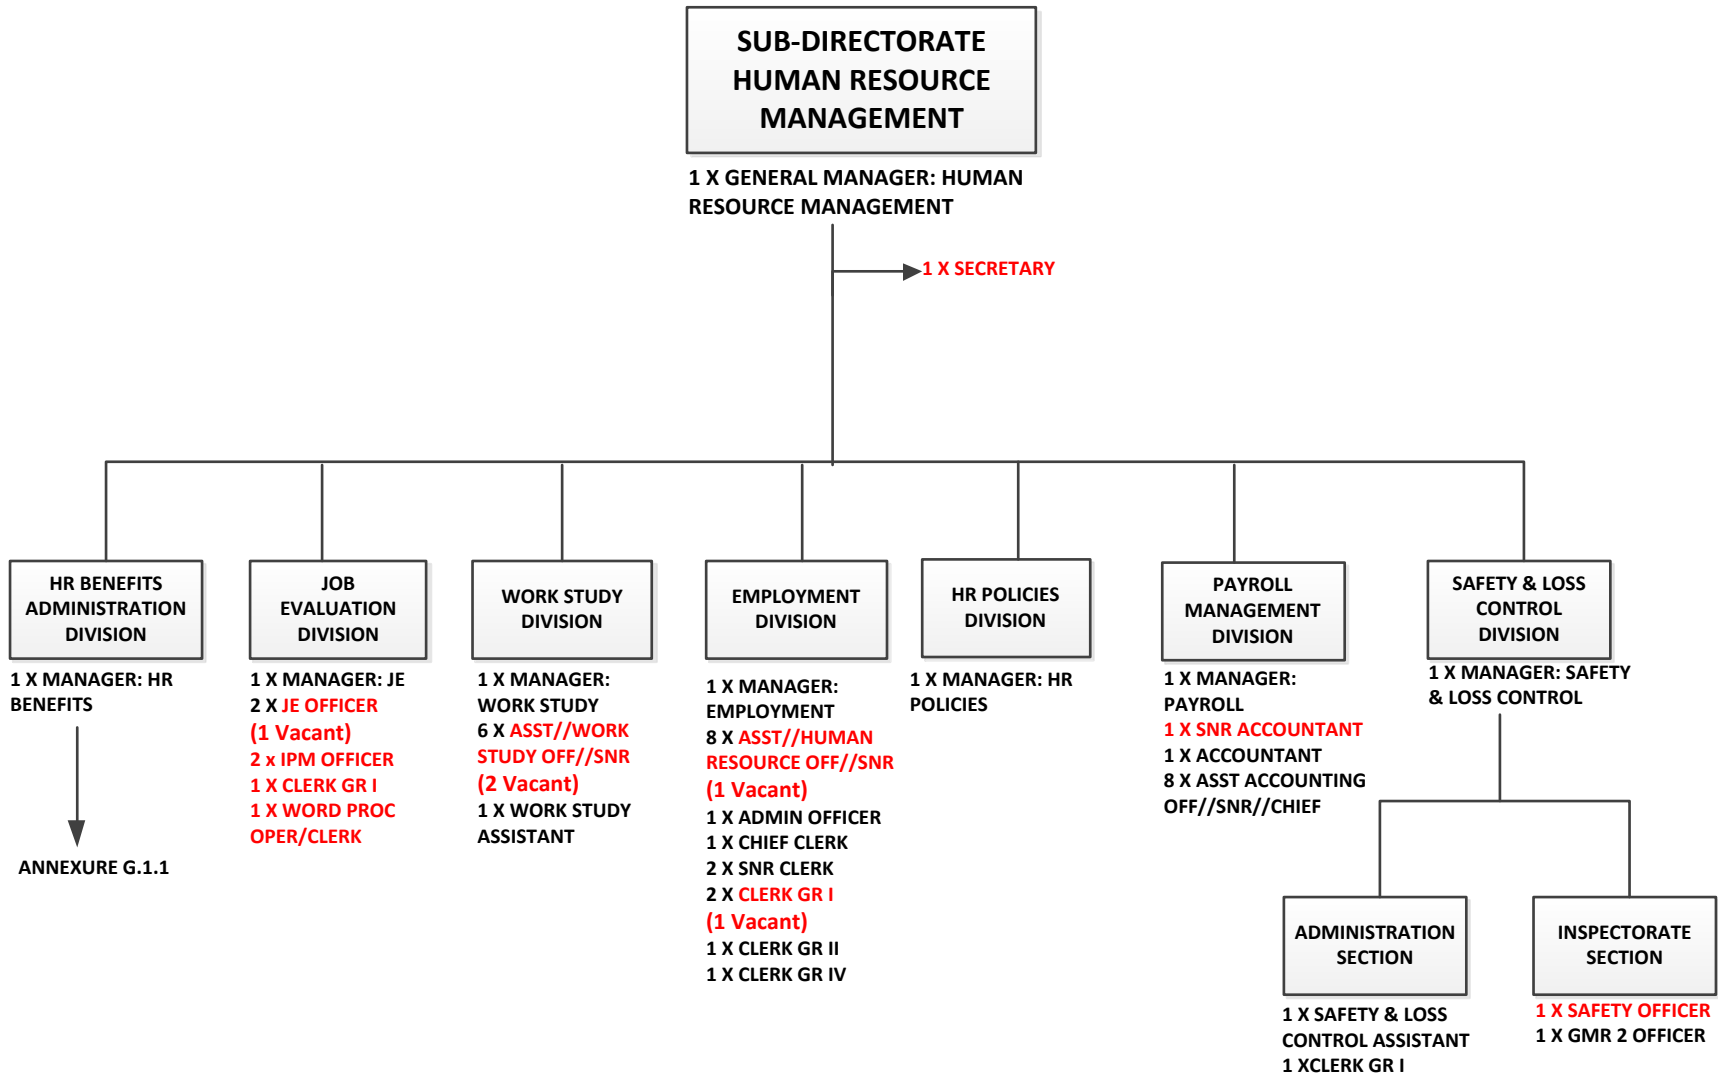 SUB-DIRECTORATE
HUMAN RESOURCE
MANAGEMENT
1 X GENERAL MANAGER: HUMAN
RESOURCE MANAGEMENT
1 X SECRETARY
HR BENEFITS
ADMINISTRATION
DIVISION
1 X MANAGER: HR
BENEFITS
ANNEXURE G.1.1
JOB
EVALUATION
DIVISION
1 X MANAGER: JE
2 X JE OFFICER
(1 Vacant)
2 x IPM OFFICER
1 X CLERK GR I
1 X WORD PROC
OPER/CLERK
WORK STUDY
DIVISION
1 X MANAGER:
WORK STUDY
6 X ASST//WORK
STUDY OFF//SNR
(2 Vacant)
1 X WORK STUDY
ASSISTANT
EMPLOYMENT
DIVISION
1 X MANAGER:
EMPLOYMENT
8 X ASST//HUMAN
RESOURCE OFF//SNR
(1 Vacant)
1 X ADMIN OFFICER
1 X CHIEF CLERK
2 X SNR CLERK
2 X CLERK GR I
(1 Vacant)
1 X CLERK GR II
1 X CLERK GR IV
HR POLICIES
DIVISION
1 X MANAGER: HR
POLICIES
PAYROLL
MANAGEMENT
DIVISION
1 X MANAGER:
PAYROLL
1 X SNR ACCOUNTANT
1 X ACCOUNTANT
8 X ASST ACCOUNTING
OFF//SNR//CHIEF
SAFETY & LOSS
CONTROL
DIVISION
1 X MANAGER: SAFETY
& LOSS CONTROL
ADMINISTRATION
SECTION
1 X SAFETY & LOSS
CONTROL ASSISTANT
1 XCLERK GR I
INSPECTORATE
SECTION
1 X SAFETY OFFICER
1 X GMR 2 OFFICER